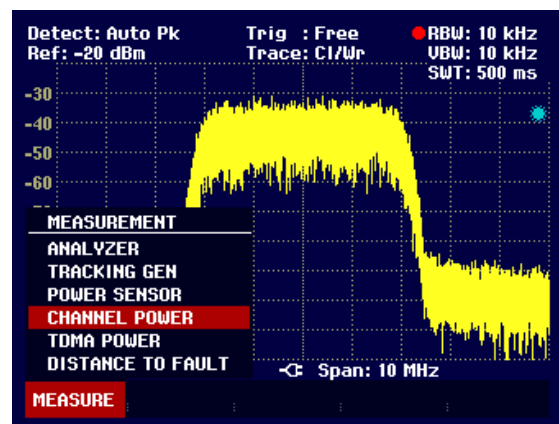 Detect: Auto Pk Trig : Free RBW: 10 kHz
Ref: -20 dBm Trace: Cl/Wr VBW: 10 kHz
SWT: 500 ms
-30
-40
-50
-60
MEASUREMENT
ANALYZER
TRACKING GEN
POWER SENSOR
CHANNEL POWER
TDMA POWER
DISTANCE TO FAULT
Span: 10 MHz
MEASURE